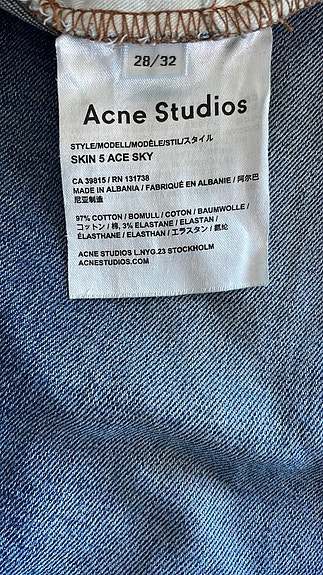 28/32
Acne Studios
STYLE/MODELL/MODÈLE/STIL/スタイル
SKIN 5 ACE SKY
CA 39815 / RN 131738
MADE IN ALBANIA / FABRIQUÉ EN ALBANIE / 阿尔巴
尼亚制造
97% COTTON / BOMULL / COTON / BAUMWOLLE /
コットン / 棉, 3% ELASTANE / ELASTAN /
ÉLASTHANE / ELASTHAN / エラスタン / 氨纶
ACNE STUDIOS L.NYG.23 STOCKHOLM
ACNESTUDIOS.COM